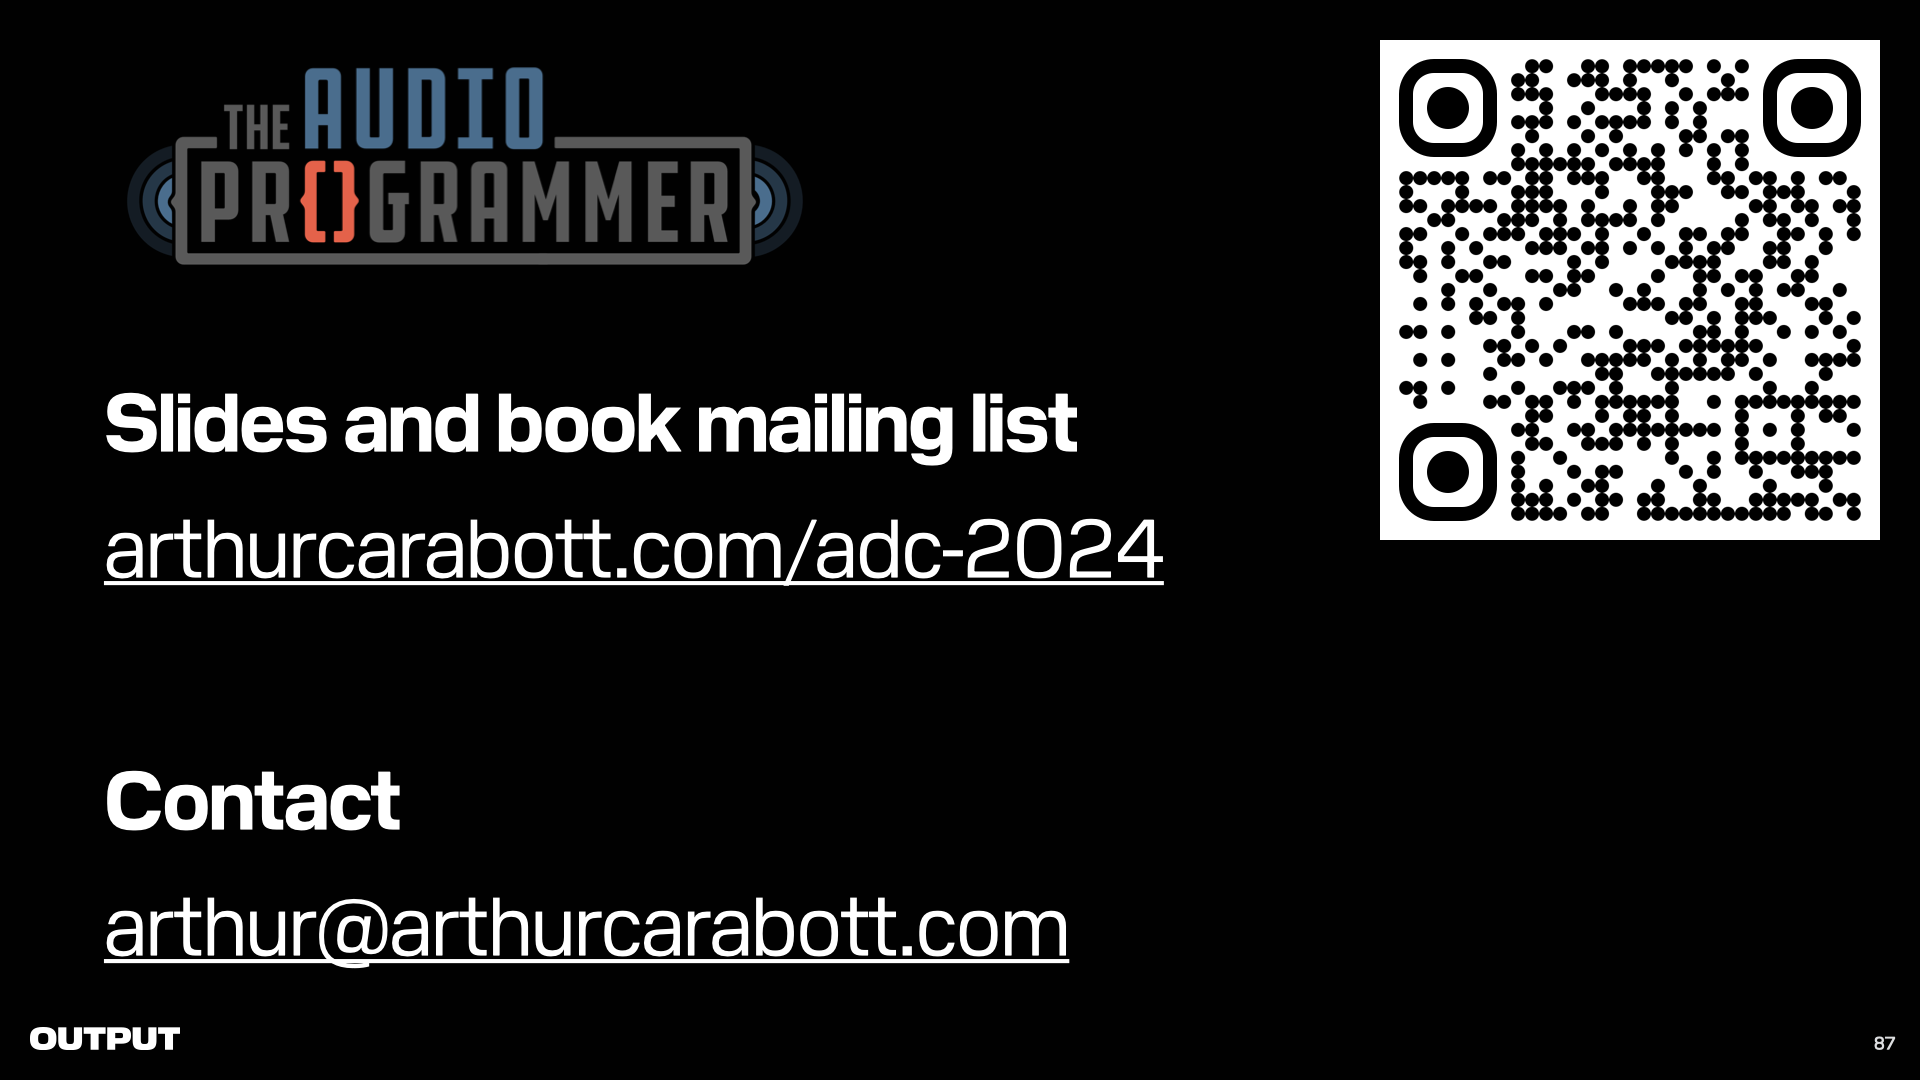 THE AUDIO
PR{}GRAMMER
Slides and book mailing list
arthurcarabott.com/adc-2024
Contact
arthur@arthurcarabott.com
OUTPUT
87